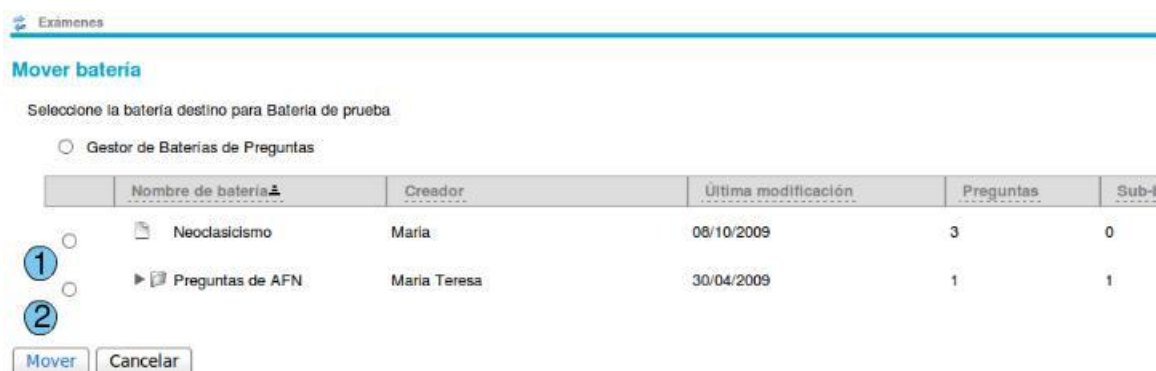 Exámenes
Mover batería
Seleccione la batería destino para Batería de prueba
Gestor de Baterías de Preguntas
Nombre de batería Creador Última modificación Preguntas Sub-
Neoclasicismo Maria 08/10/2009 3 0
1
Preguntas de AFN Maria Teresa 30/04/2009 1 1
2
Mover Cancelar